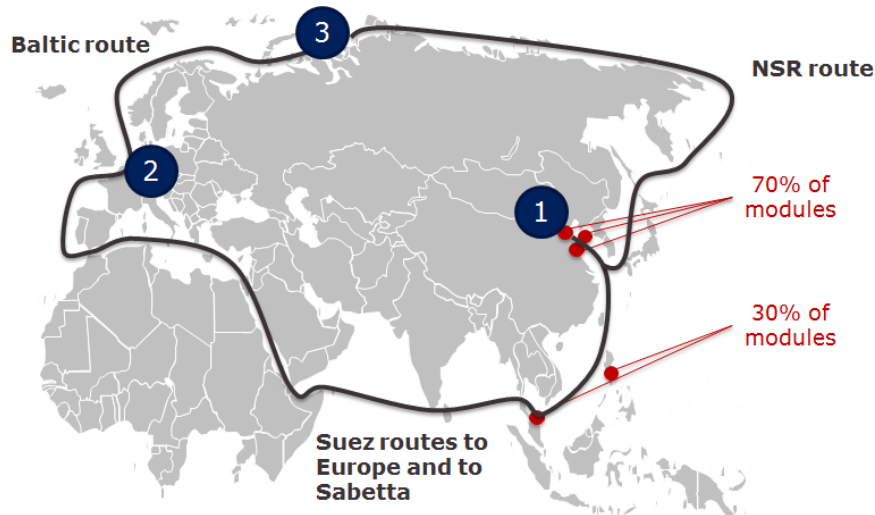 3
Baltic route
NSR route
2
1
70% of
modules
30% of
modules
Suez routes to
Europe and to
Sabetta